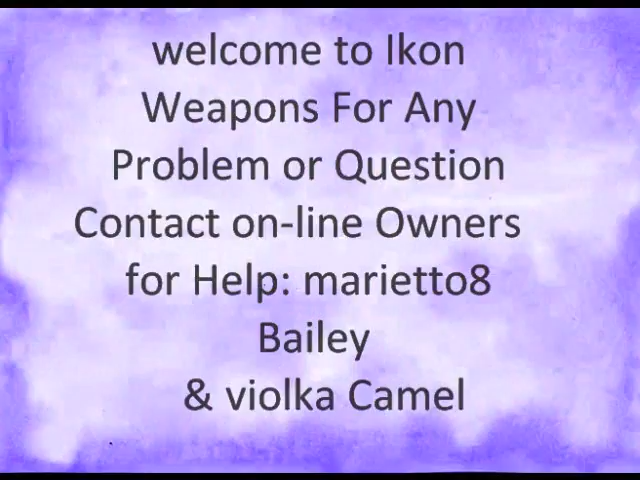 welcome to Ikon
Weapons For Any
Problem or Question
Contact on-line Owners
for Help: marietto8
Bailey
& violka Camel